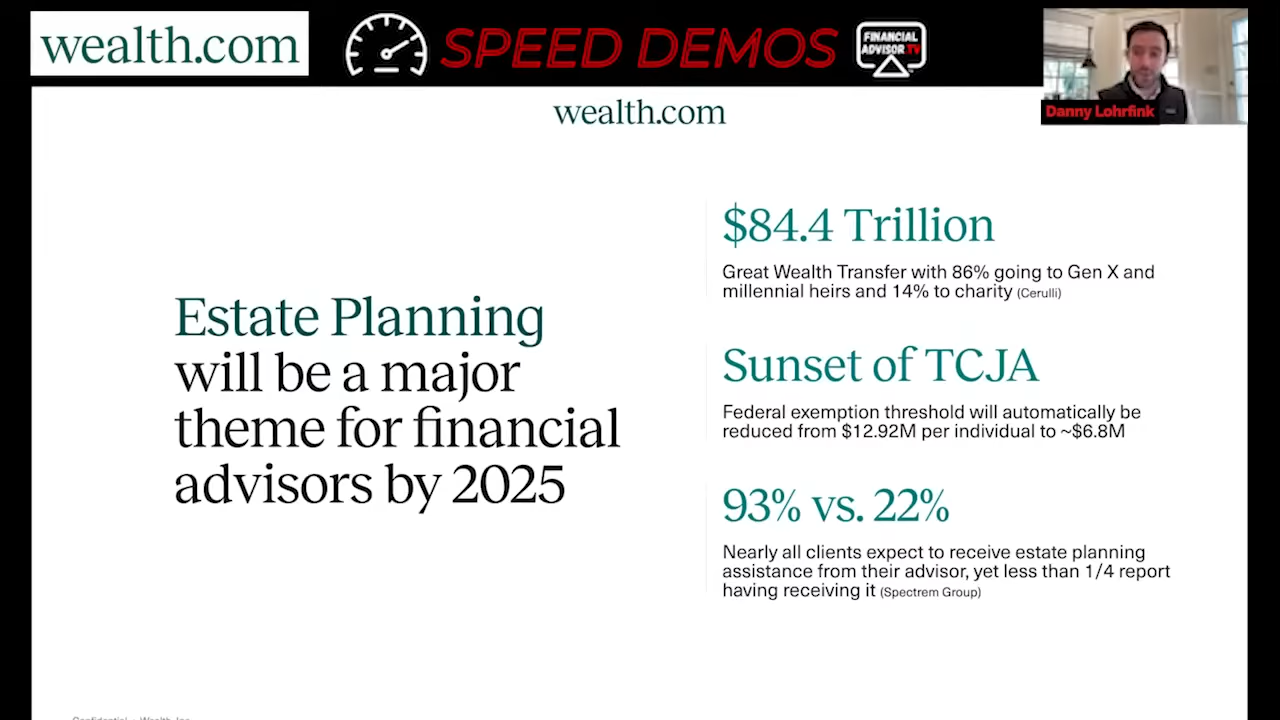 wealth.com
SPEED DEMOS
FINANCIAL
ADVISOR TV
Danny Lohrfink
wealth.com
Estate Planning
will be a major
theme for financial
advisors by 2025
$84.4 Trillion
Great Wealth Transfer with 86% going to Gen X and
millennial heirs and 14% to charity (Cerulli)
Sunset of TCJA
Federal exemption threshold will automatically be
reduced from $12.92M per individual to ~$6.8M
93% vs. 22%
Nearly all clients expect to receive estate planning
assistance from their advisor, yet less than 1/4 report
having receiving it (Spectrem Group)